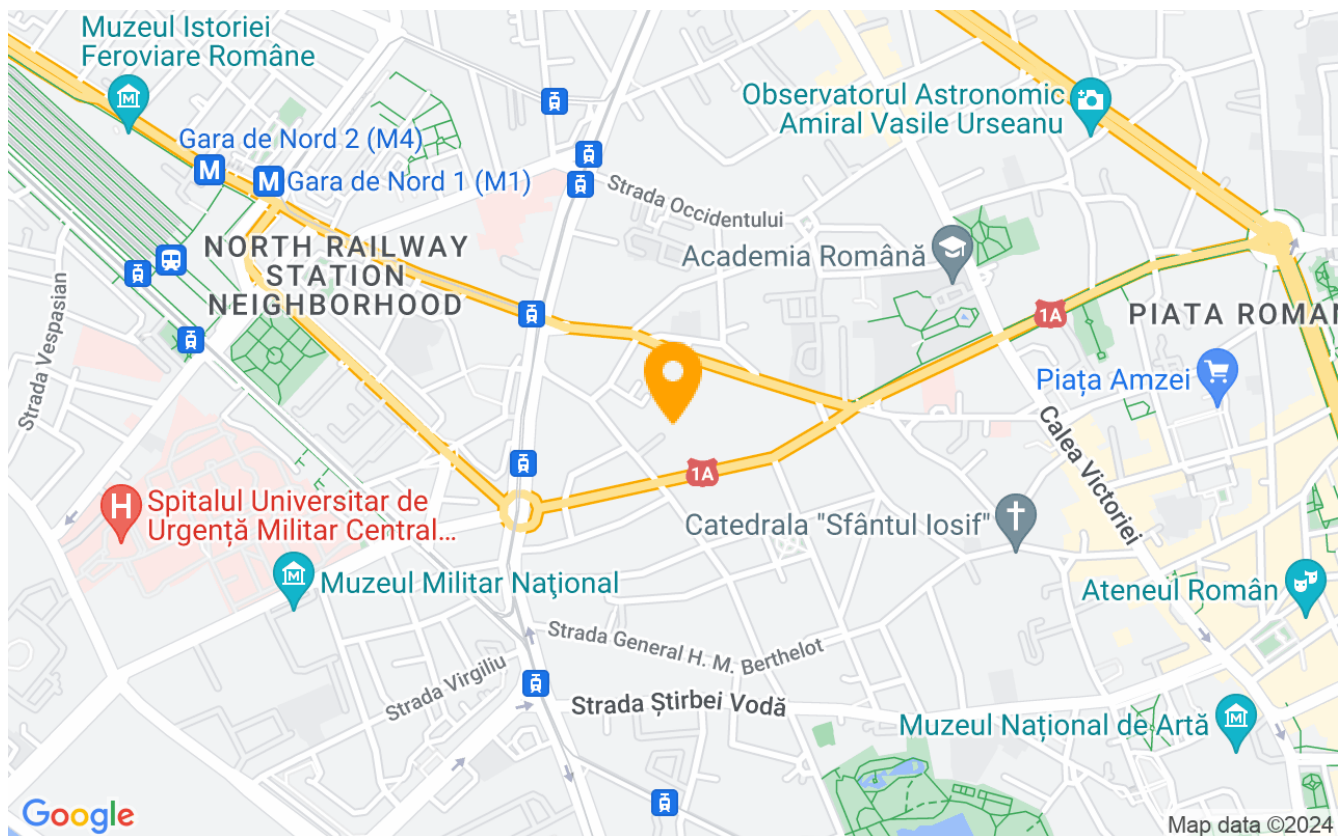 Muzeul Istoriei
Feroviare Române
Observatorul Astronomic
Amiral Vasile Urseanu
Gara de Nord 2 (M4)
M
M
Gara de Nord 1 (M1)
Strada Occidentului
NORTH RAILWAY
STATION
NEIGHBORHOOD
Academia Română
Strada Vespasian
1A
PIATA ROMAN
Piața Amzei
Calea Victoriei
1A
H
Spitalul Universitar de
Urgență Militar Central...
Catedrala "Sfântul Iosif"
M
Muzeul Militar Naţional
Ateneul Român
Strada General H. M. Berthelot
Strada Virgiliu
Strada Știrbei Vodă
Muzeul Național de Artă
M
Google
Map data ©2024